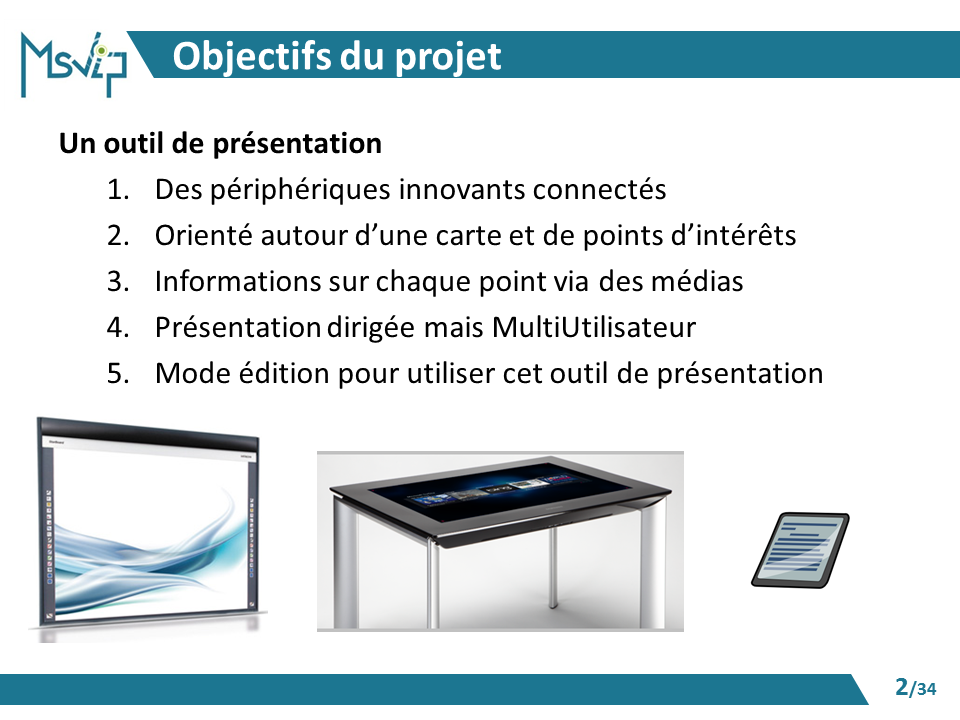 Msvip
Objectifs du projet
Un outil de présentation
1. Des périphériques innovants connectés
2. Orienté autour d’une carte et de points d’intérêts
3. Informations sur chaque point via des médias
4. Présentation dirigée mais MultiUtilisateur
5. Mode édition pour utiliser cet outil de présentation
2/34